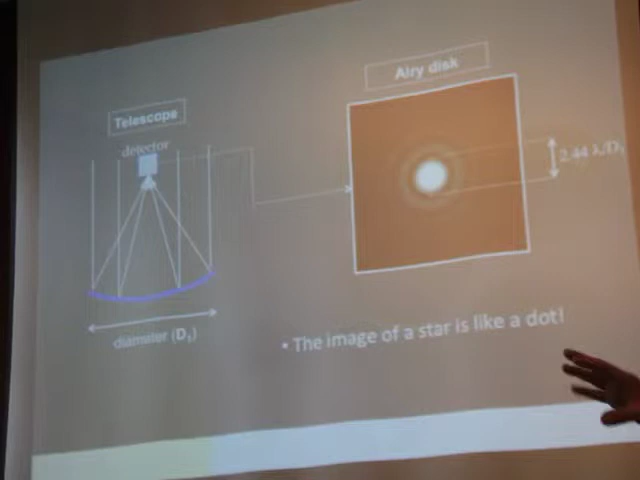 Airy disk
Telescope
detector
2.44 λ/D₁
diameter (D₁)
• The image of a star is like a dot!